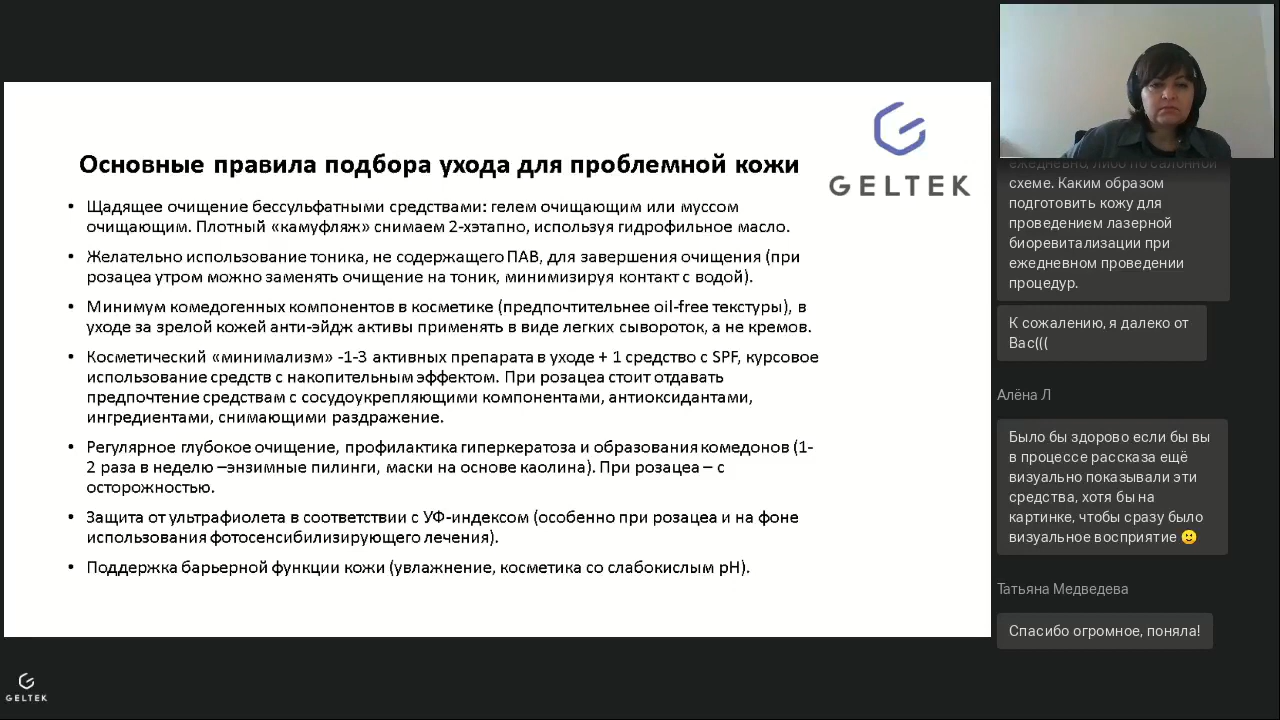 GELTEK
Основные правила подбора ухода для проблемной кожи
• Щадящее очищение бессульфатными средствами: гелем очищающим или муссом
очищающим. Плотный «камуфляж» снимаем 2-хэтапно, используя гидрофильное масло.
• Желательно использование тоника, не содержащего ПАВ, для завершения очищения (при
розацеа утром можно заменять очищение на тоник, минимизируя контакт с водой).
• Минимум комедогенных компонентов в косметике (предпочтительнее oil-free текстуры), в
уходе за зрелой кожей анти-эйдж активы применять в виде легких сывороток, а не кремов.
• Косметический «минимализм» -1-3 активных препарата в уходе + 1 средство с SPF, курсовое
использование средств с накопительным эффектом. При розацеа стоит отдавать
предпочтение средствам с сосудоукрепляющими компонентами, антиоксидантами,
ингредиентами, снимающими раздражение.
• Регулярное глубокое очищение, профилактика гиперкератоза и образования комедонов (1-
2 раза в неделю –энзимные пилинги, маски на основе каолина). При розацеа – с
осторожностью.
• Защита от ультрафиолета в соответствии с УФ-индексом (особенно при розацеа и на фоне
использования фотосенсибилизирующего лечения).
• Поддержка барьерной функции кожи (увлажнение, косметика со слабокислым pH).
GELTEK
ежедневно, либо по салонной
схеме. Каким образом
подготовить кожу для
проведением лазерной
биоревитализации при
ежедневном проведении
процедур.
К сожалению, я далеко от
Вас(((
Алёна Л
Было бы здорово если бы вы
в процессе рассказа ещё
визуально показывали эти
средства, хотя бы на
картинке, чтобы сразу было
визуальное восприятие 🙂
Татьяна Медведева
Спасибо огромное, поняла!